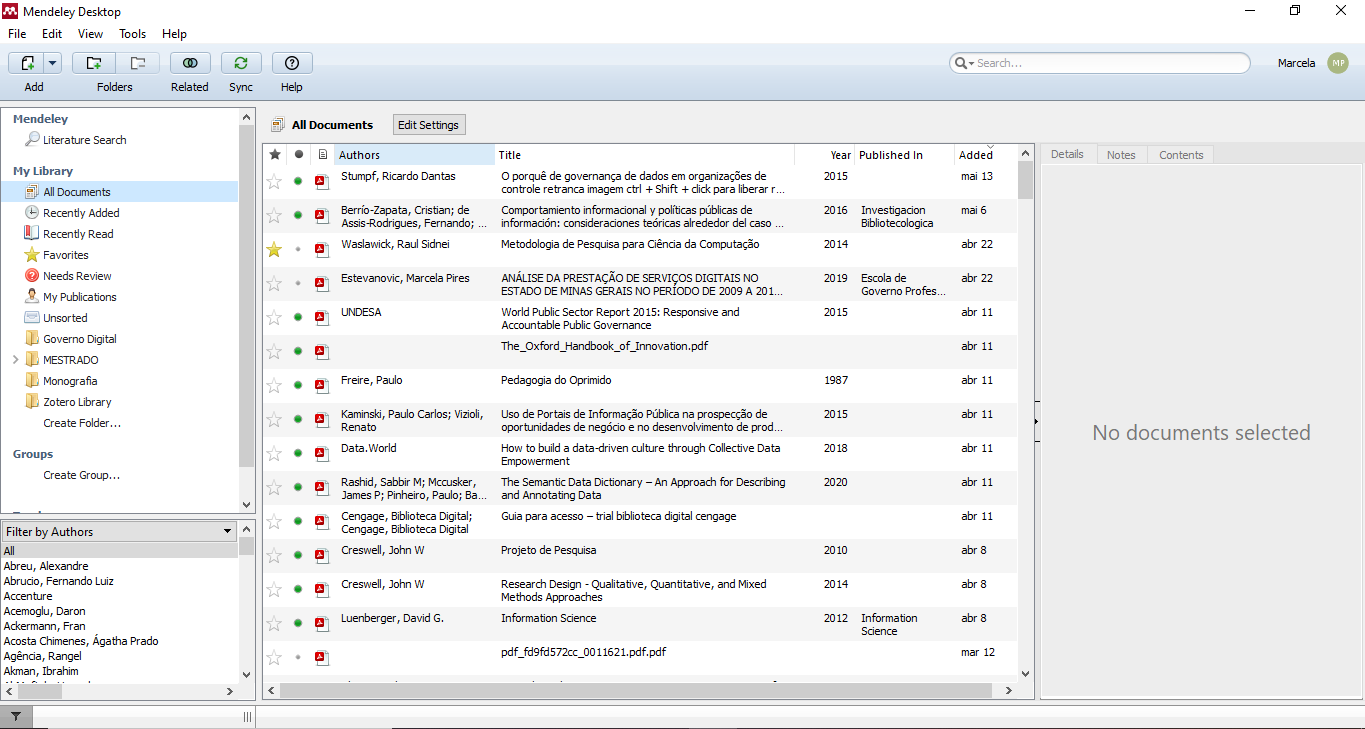 Mendeley Desktop
File Edit View Tools Help
Add Folders Related Sync Help
Search...
Marcela MP
Mendeley
Literature Search
My Library
All Documents
Recently Added
Recently Read
Favorites
Needs Review
My Publications
Unsorted
Governo Digital
MESTRADO
Monografia
Zotero Library
Create Folder...
Groups
Create Group...
Filter by Authors
All
Abreu, Alexandre
Abrucio, Fernando Luiz
Accenture
Acemoglu, Daron
Ackermann, Fran
Acosta Chimenes, Ágatha Prado
Agência, Rangel
Akman, Ibrahim
All Documents Edit Settings
Authors Title Year Published In Added
Stumpf, Ricardo Dantas O porquê de governança de dados em organizações de 2015 mai 13
controle retranca imagem ctrl + Shift + click para liberar r...
Berrío-Zapata, Cristian; de Comportamiento informacional y políticas públicas de 2016 Investigacion mai 6
Assis-Rodrigues, Fernando; ... información: consideraciones teóricas alrededor del caso ... Bibliotecologica
Waslawick, Raul Sidnei Metodologia de Pesquisa para Ciência da Computação 2014 abr 22
Estevanovic, Marcela Pires ANÁLISE DA PRESTAÇÃO DE SERVIÇOS DIGITAIS NO 2019 Escola de abr 22
ESTADO DE MINAS GERAIS NO PERÍODO DE 2009 A 201... Governo Profes...
UNDESA World Public Sector Report 2015: Responsive and 2015 abr 11
Accountable Public Governance
The_Oxford_Handbook_of_Innovation.pdf abr 11
Freire, Paulo Pedagogia do Oprimido 1987 abr 11
Kaminski, Paulo Carlos; Vizioli, Uso de Portais de Informação Pública na prospecção de 2015 abr 11
Renato oportunidades de negócio e no desenvolvimento de prod...
Data.World How to build a data-driven culture through Collective Data 2018 abr 11
Empowerment
Rashid, Sabbir M; Mccusker, The Semantic Data Dictionary – An Approach for Describing 2020 abr 11
James P; Pinheiro, Paulo; Ba... and Annotating Data
Cengage, Biblioteca Digital; Guia para acesso – trial biblioteca digital cengage abr 11
Cengage, Biblioteca Digital
Creswell, John W Projeto de Pesquisa 2010 abr 8
Creswell, John W Research Design - Qualitative, Quantitative, and Mixed 2014 abr 8
Methods Approaches
Luenberger, David G. Information Science 2012 Information abr 8
Science
pdf_fd9fd572cc_0011621.pdf.pdf mar 12
Details Notes Contents
No documents selected